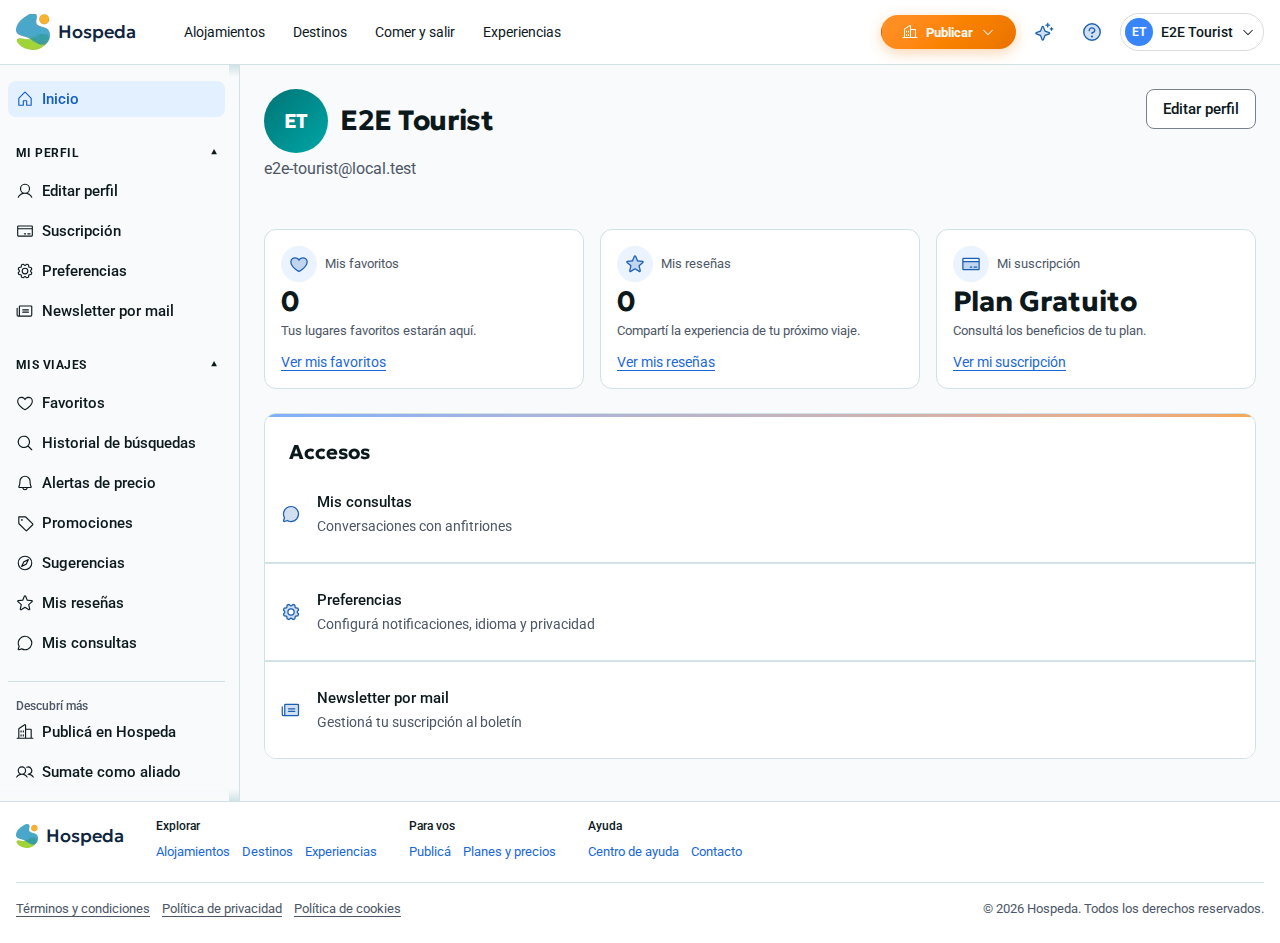 Hospeda
Alojamientos
Destinos
Comer y salir
Experiencias
Publicar
ET
E2E Tourist
Inicio
MI PERFIL
Editar perfil
Suscripción
Preferencias
Newsletter por mail
MIS VIAJES
Favoritos
Historial de búsquedas
Alertas de precio
Promociones
Sugerencias
Mis reseñas
Mis consultas
Descubrí más
Publicá en Hospeda
Sumate como aliado
ET
E2E Tourist
e2e-tourist@local.test
Editar perfil
Mis favoritos
0
Tus lugares favoritos estarán aquí.
Ver mis favoritos
Mis reseñas
0
Compartí la experiencia de tu próximo viaje.
Ver mis reseñas
Mi suscripción
Plan Gratuito
Consultá los beneficios de tu plan.
Ver mi suscripción
Accesos
Mis consultas
Conversaciones con anfitriones
Preferencias
Configurá notificaciones, idioma y privacidad
Newsletter por mail
Gestioná tu suscripción al boletín
Hospeda
Explorar
Alojamientos Destinos Experiencias
Para vos
Publicá Planes y precios
Ayuda
Centro de ayuda Contacto
Términos y condiciones Política de privacidad Política de cookies
© 2026 Hospeda. Todos los derechos reservados.